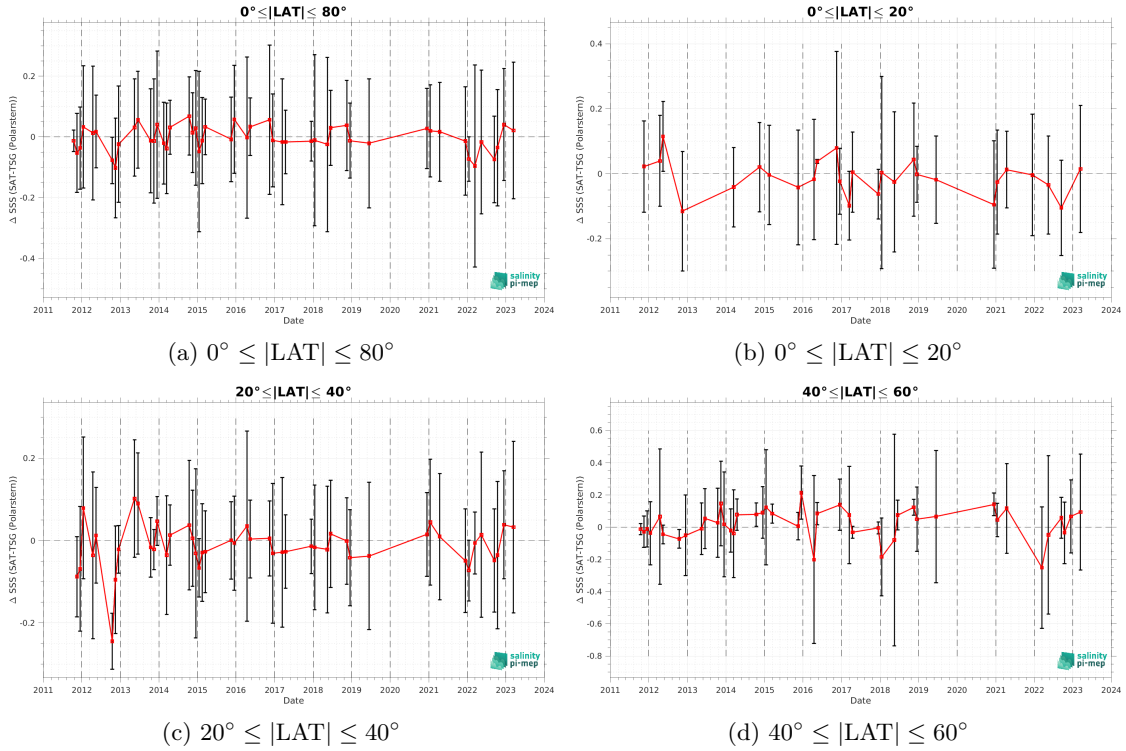 0°≤|LAT|≤ 80°
Δ SSS (SAT-TSG (Polarstern))
0.2
0
-0.2
-0.4
2011 2012 2013 2014 2015 2016 2017 2018 2019 2020 2021 2022 2023 2024
Date
salinity
pi-mep
(a) 0° ≤ |LAT| ≤ 80°
0°≤|LAT|≤ 20°
Δ SSS (SAT-TSG (Polarstern))
0.4
0.2
0
-0.2
2011 2012 2013 2014 2015 2016 2017 2018 2019 2020 2021 2022 2023 2024
Date
salinity
pi-mep
(b) 0° ≤ |LAT| ≤ 20°
20°≤|LAT|≤ 40°
Δ SSS (SAT-TSG (Polarstern))
0.2
0
-0.2
2011 2012 2013 2014 2015 2016 2017 2018 2019 2020 2021 2022 2023 2024
Date
salinity
pi-mep
(c) 20° ≤ |LAT| ≤ 40°
40°≤|LAT|≤ 60°
Δ SSS (SAT-TSG (Polarstern))
0.6
0.4
0.2
0
-0.2
-0.4
-0.6
-0.8
2011 2012 2013 2014 2015 2016 2017 2018 2019 2020 2021 2022 2023 2024
Date
salinity
pi-mep
(d) 40° ≤ |LAT| ≤ 60°